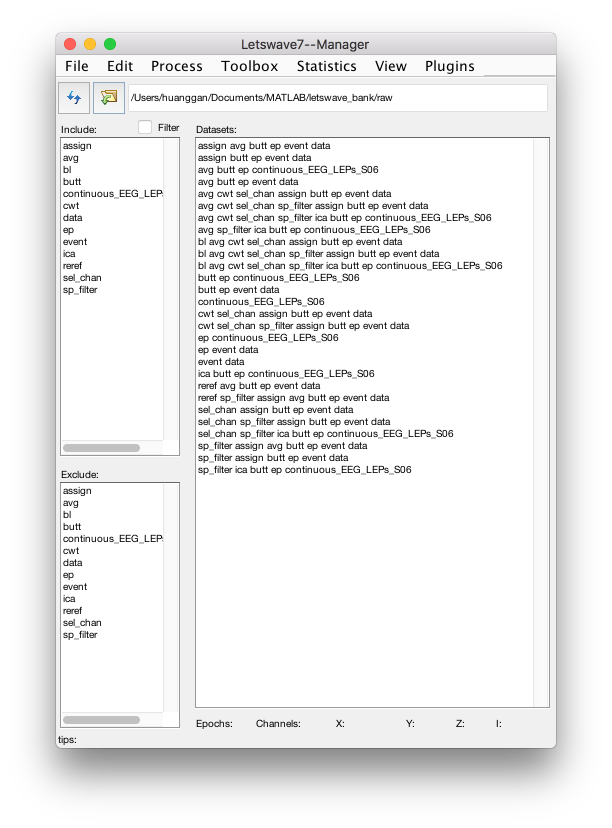 Letswave7--Manager
File Edit Process Toolbox Statistics View Plugins
/Users/huanggan/Documents/MATLAB/letswave_bank/raw
Include:
Filter
assign
avg
bl
butt
continuous_EEG_LEP
cwt
data
ep
event
ica
reref
sel_chan
sp_filter
Exclude:
assign
avg
bl
butt
continuous_EEG_LEP
cwt
data
ep
event
ica
reref
sel_chan
sp_filter
Datasets:
assign avg butt ep event data
assign butt ep event data
avg butt ep continuous_EEG_LEPs_S06
avg butt ep event data
avg cwt sel_chan assign butt ep event data
avg cwt sel_chan sp_filter assign butt ep event data
avg cwt sel_chan sp_filter ica butt ep continuous_EEG_LEPs_S06
avg sp_filter ica butt ep continuous_EEG_LEPs_S06
bl avg cwt sel_chan assign butt ep event data
bl avg cwt sel_chan sp_filter assign butt ep event data
bl avg cwt sel_chan sp_filter ica butt ep continuous_EEG_LEPs_S06
butt ep continuous_EEG_LEPs_S06
butt ep event data
continuous_EEG_LEPs_S06
cwt sel_chan assign butt ep event data
cwt sel_chan sp_filter assign butt ep event data
ep continuous_EEG_LEPs_S06
ep event data
event data
ica butt ep continuous_EEG_LEPs_S06
reref avg butt ep event data
reref sp_filter assign avg butt ep event data
sel_chan assign butt ep event data
sel_chan sp_filter assign butt ep event data
sel_chan sp_filter ica butt ep continuous_EEG_LEPs_S06
sp_filter assign avg butt ep event data
sp_filter assign butt ep event data
sp_filter ica butt ep continuous_EEG_LEPs_S06
Epochs: Channels: X: Y: Z: I:
tips: